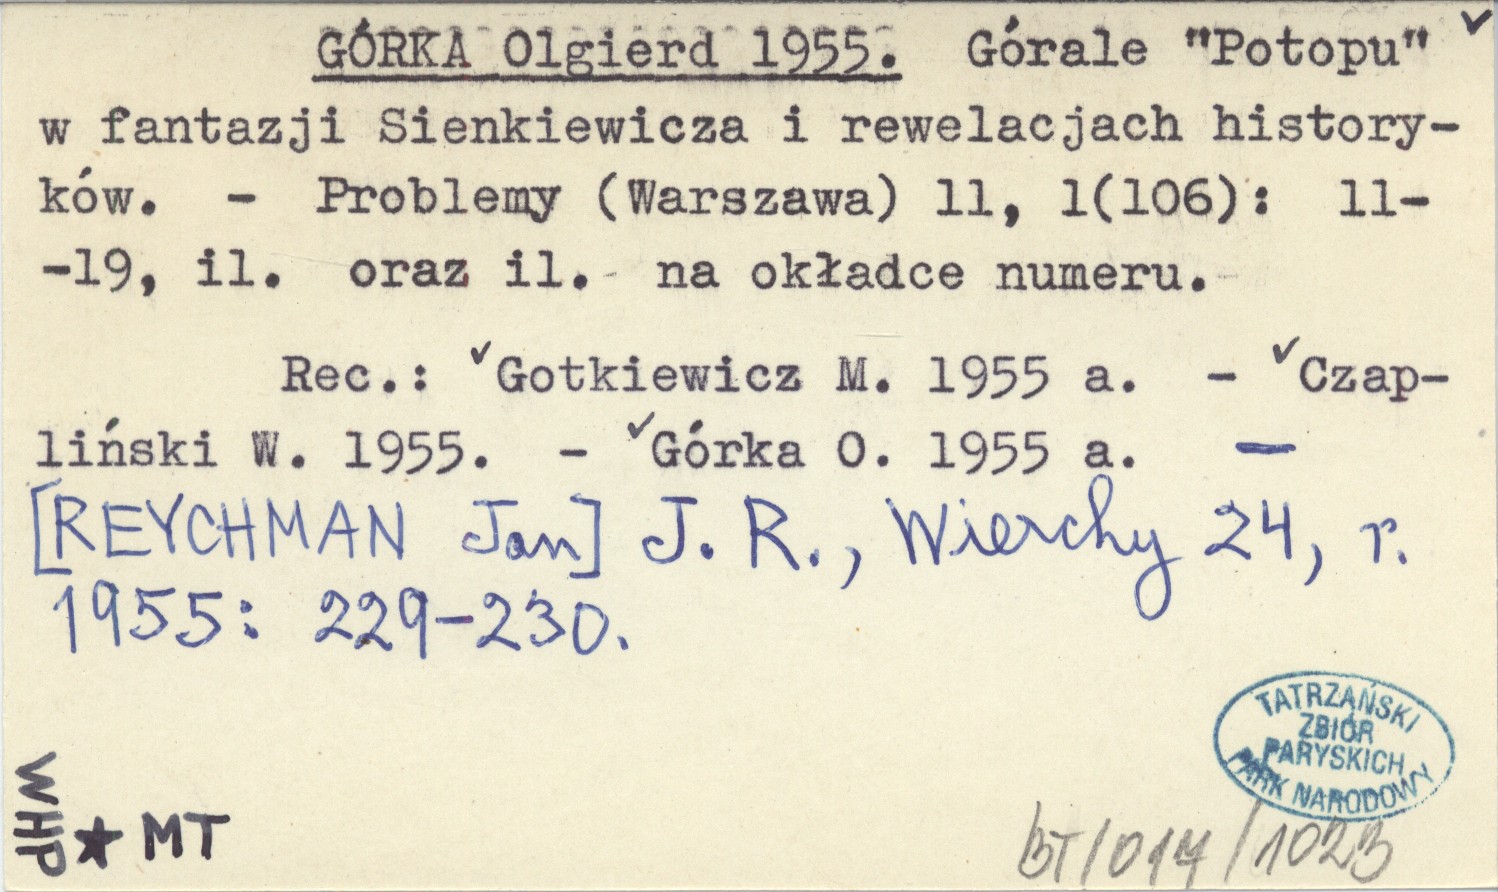 GÓRKA Olgierd 1955. Górale "Potopu" ✓
w fantazji Sienkiewicza i rewelacjach history-
ków. - Problemy (Warszawa) 11, 1(106): 11-
-19, il. oraz il. na okładce numeru.
Rec.: ✓Gotkiewicz M. 1955 a. - ✓Czap-
liński W. 1955. - ✓Górka O. 1955 a. —
[REYCHMAN Jan] J. R., Wierchy 24, r.
1955: 229-230.
TATRZAŃSKI
ZBIÓR
PARYSKICH
PARK NARODOWY
WHP ★ MT
BT/017/1023